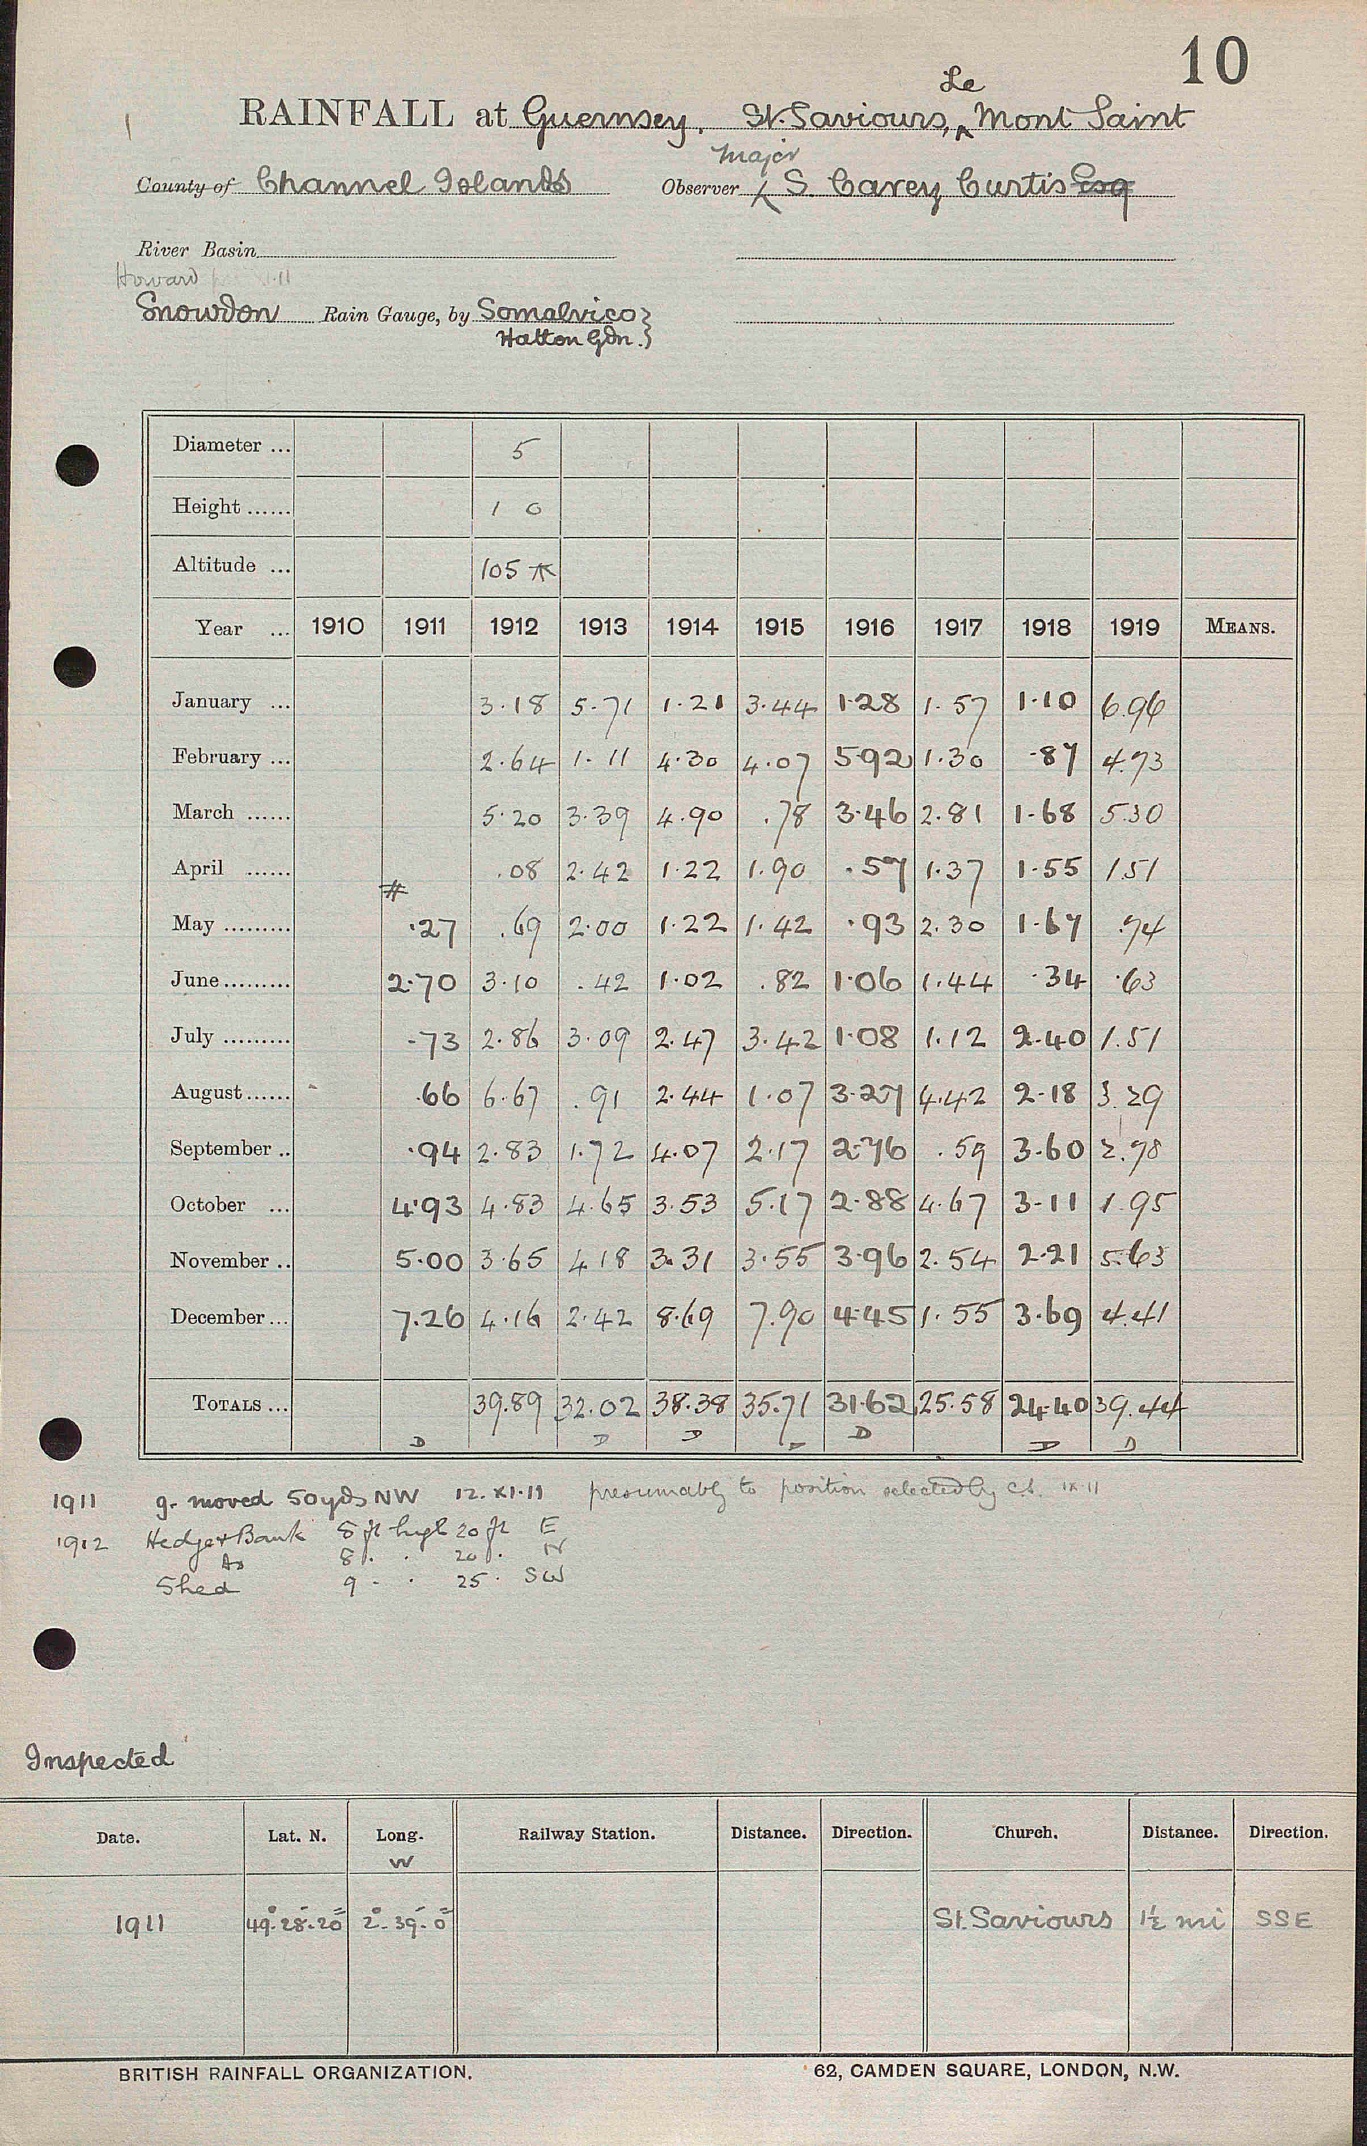 10
Le
RAINFALL at Guernsey, St. Saviours, Mont Saint
Major
County of Channel Islands Observer S. Carey Curtis Esq
River Basin
Howard
Snowdon Rain Gauge, by Somalvico
Hatton Gdn.
Diameter ... 5
Height ...... 1 0
Altitude ... 105
Year ... 1910 1911 1912 1913 1914 1915 1916 1917 1918 1919 MEANS.
January ... 3.18 5.71 1.21 3.44 1.28 1.57 1.10 6.96
February ... 2.64 1.11 4.30 4.07 5.92 1.30 .87 4.73
March ...... 5.20 3.39 4.90 .78 3.46 2.81 1.68 5.30
April ...... .08 2.42 1.22 1.90 .57 1.37 1.55 1.51
#
May ......... .27 .69 2.00 1.22 1.42 .93 2.30 1.67 .74
June ......... 2.70 3.10 .42 1.02 .82 1.06 1.44 .34 .63
July ......... .73 2.86 3.09 2.47 3.42 1.08 1.12 2.40 1.51
August ...... .66 6.67 .91 2.44 1.07 3.27 4.42 2.18 3.29
September .. .94 2.83 1.72 4.07 2.17 2.76 .59 3.60 2.78
October ... 4.93 4.83 4.65 3.53 5.17 2.88 4.67 3.11 1.95
November .. 5.00 3.65 4.18 3.31 3.55 3.96 2.54 2.21 5.63
December ... 7.26 4.16 2.42 8.69 7.90 4.45 1.55 3.69 4.41
TOTALS ... 39.89 32.02 38.38 35.71 31.62 25.58 24.40 39.44
D D D D D D D
1911 g. moved 50 yds NW 12.XI.11 presumably to position selected by C.S. IX 11
1912 Hedge + Bank 5 ft high 20 ft E
Do 8 . . 20 . N
Shed 9 . . 25 . SW
Inspected
Date. Lat. N. Long. Railway Station. Distance. Direction. Church. Distance. Direction.
W
1911 49°.28'.20" 2°.39'.0" St. Saviours 1½ mi SSE
BRITISH RAINFALL ORGANIZATION. 62, CAMDEN SQUARE, LONDON, N.W.